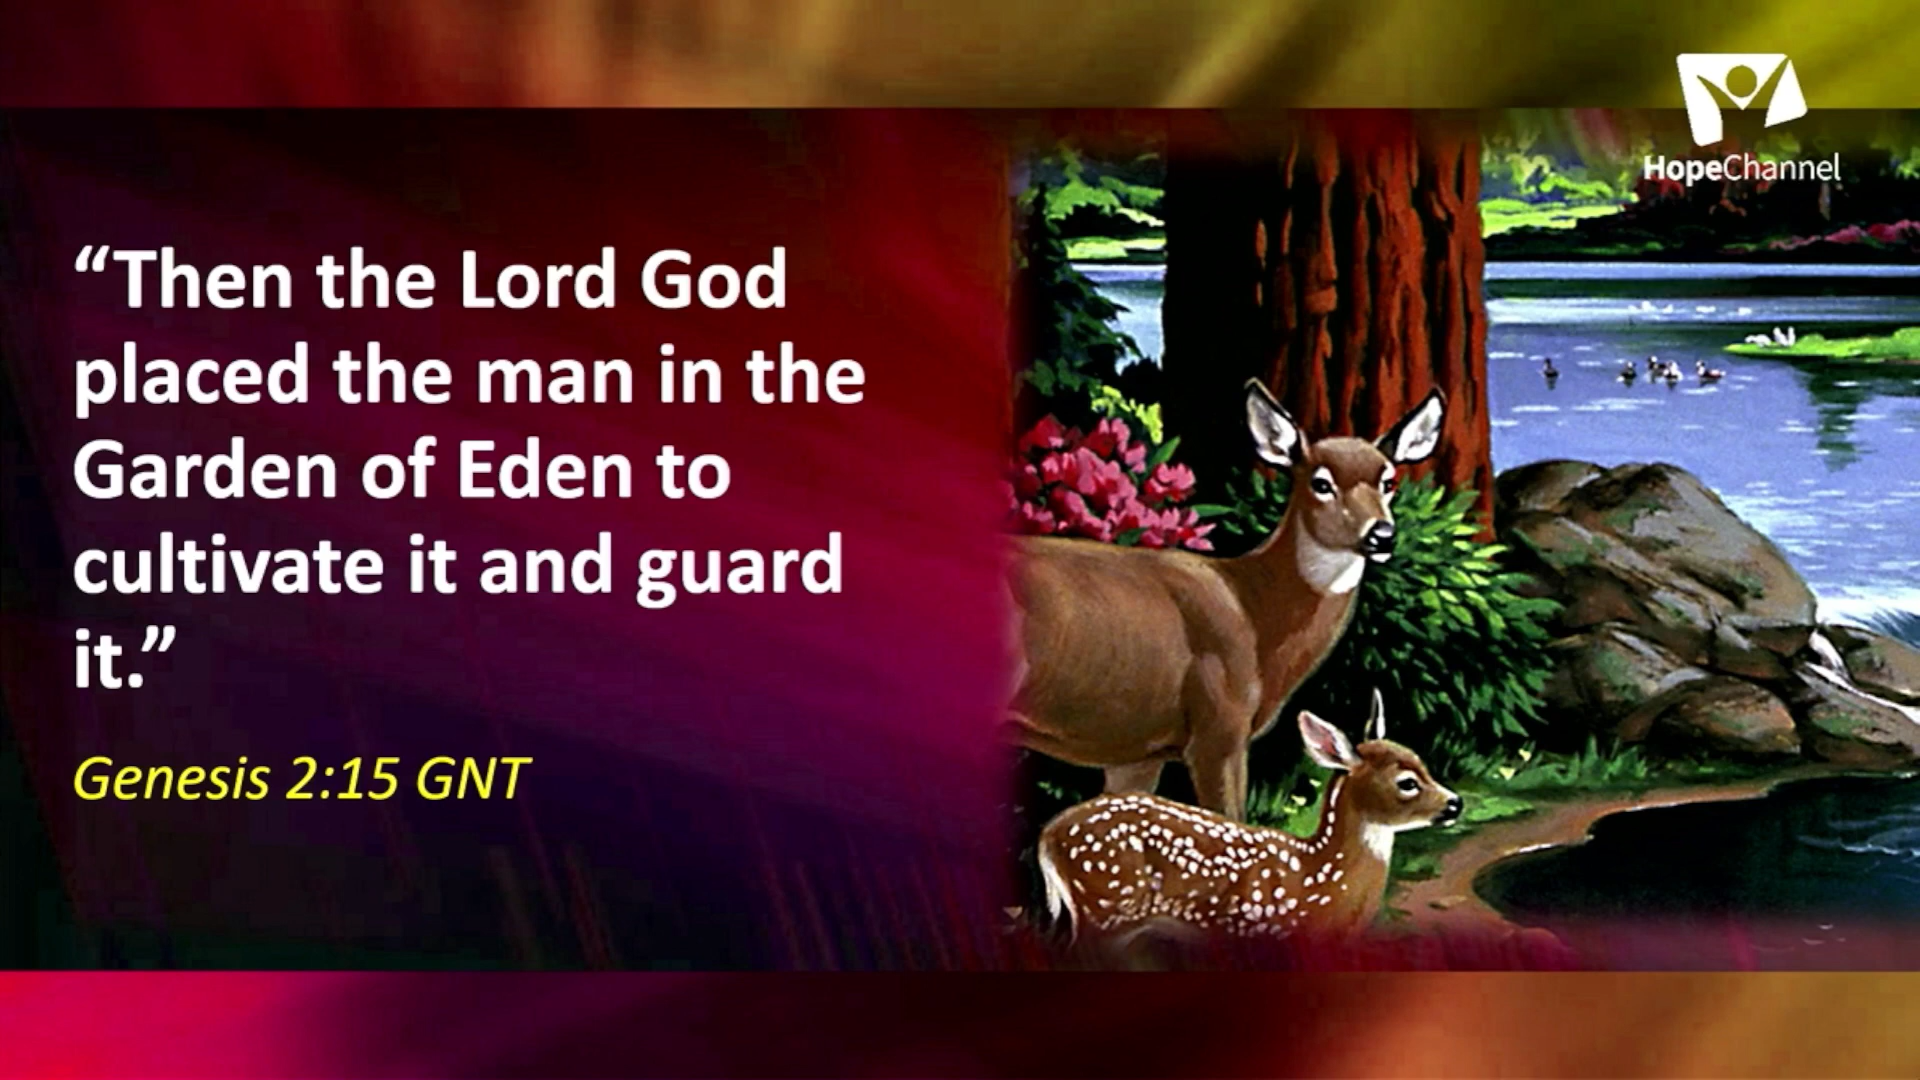 HopeChannel
“Then the Lord God
placed the man in the
Garden of Eden to
cultivate it and guard
it.”
Genesis 2:15 GNT